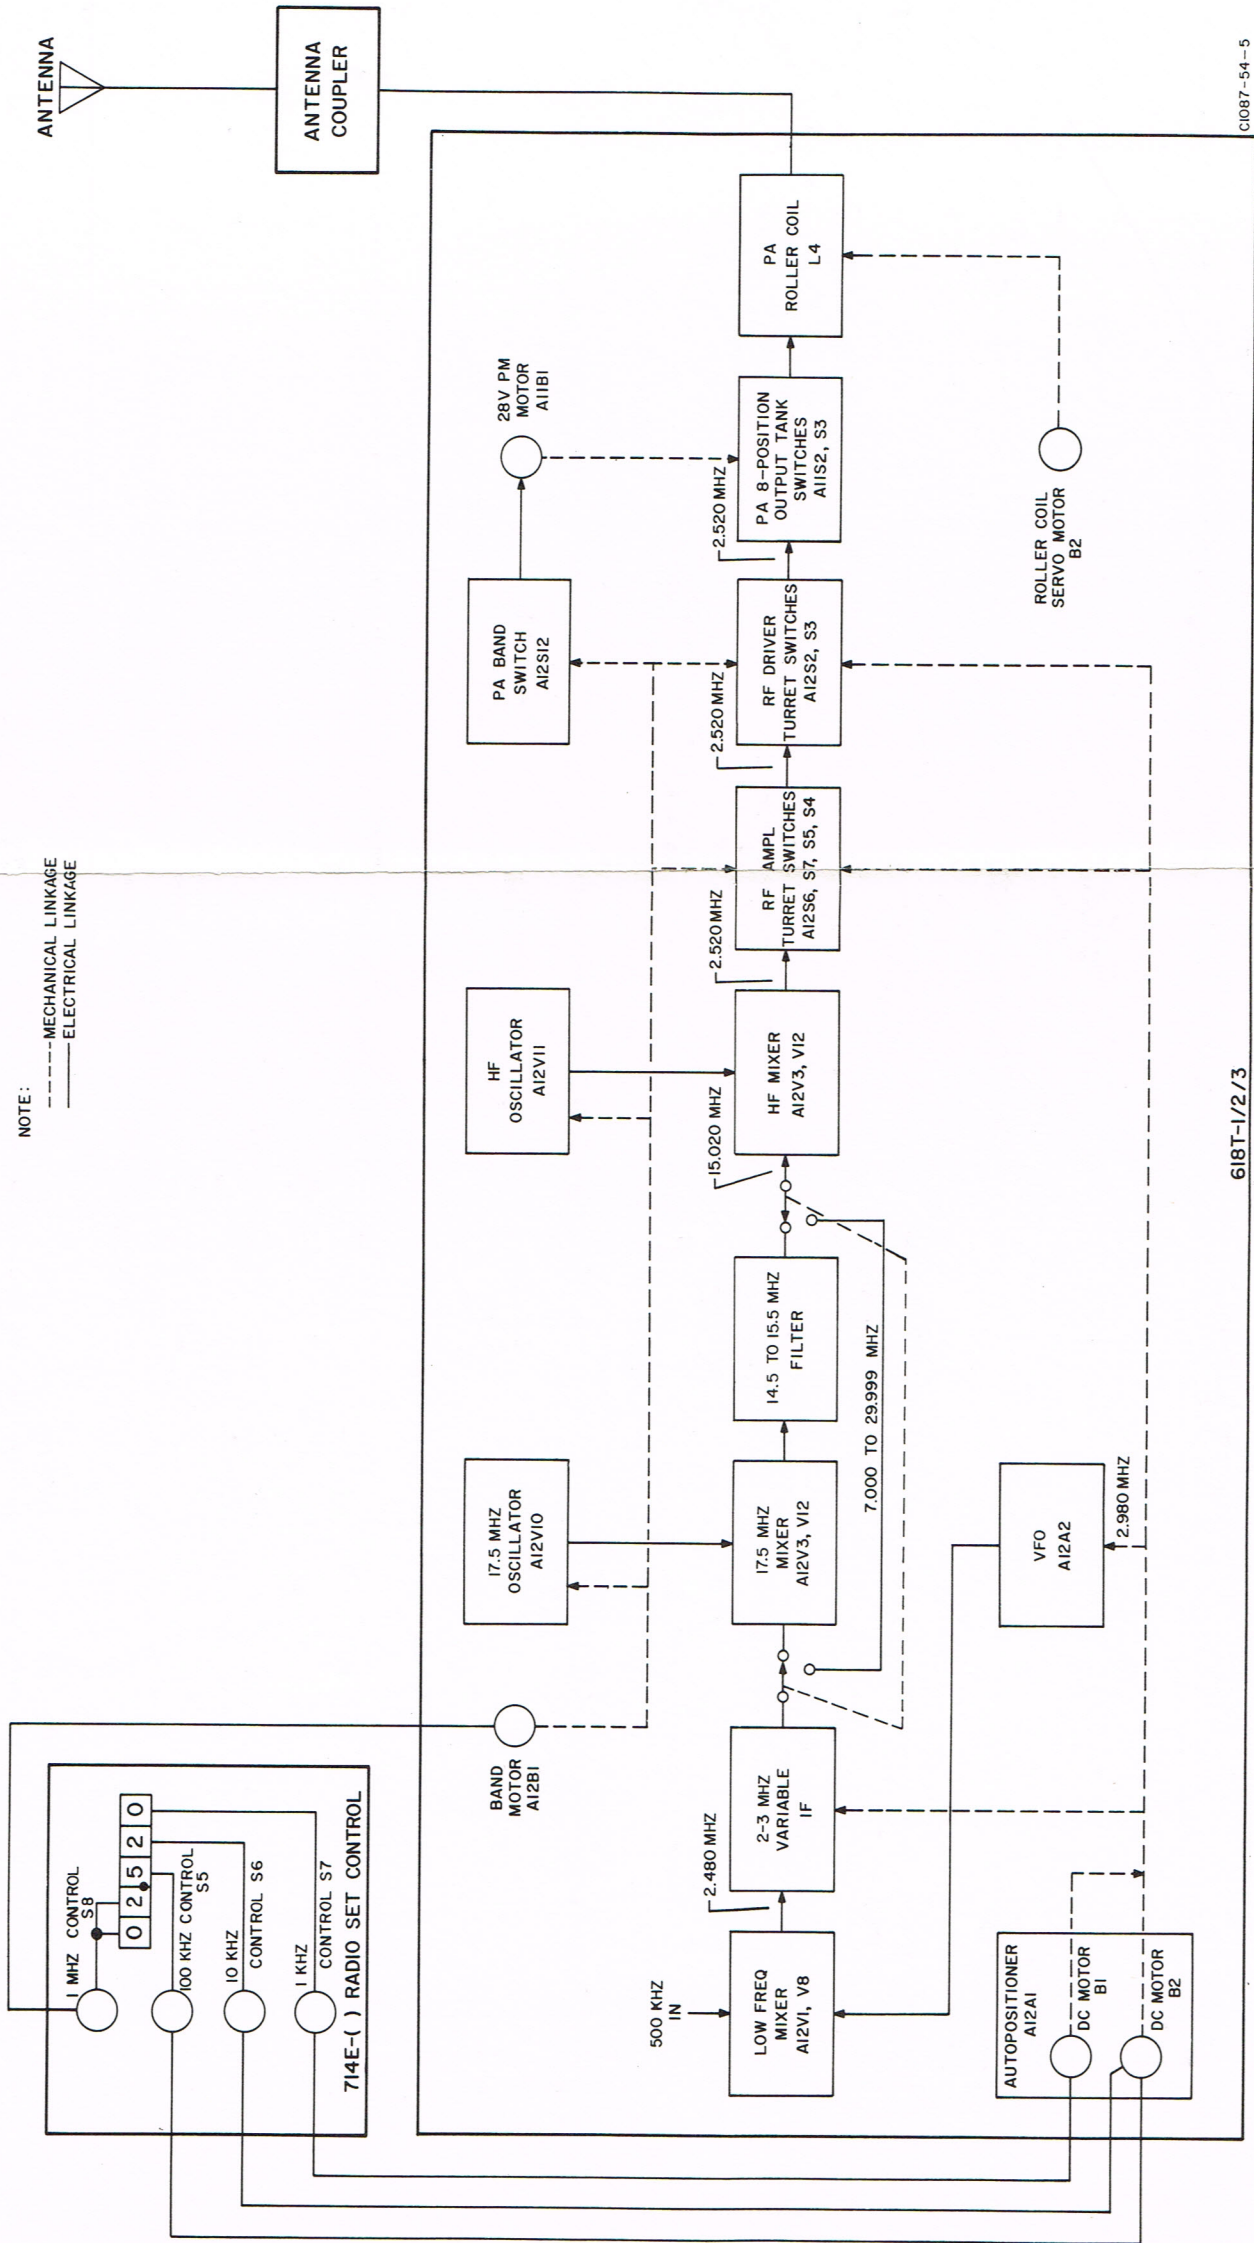 NOTE:
-----MECHANICAL LINKAGE
——ELECTRICAL LINKAGE
ANTENNA
ANTENNA
COUPLER
1 MHZ CONTROL
S8
0 2 5 2 0
100 KHZ CONTROL
S5
10 KHZ
CONTROL S6
1 KHZ
CONTROL S7
714E-( ) RADIO SET CONTROL
BAND
MOTOR
A12B1
17.5 MHZ
OSCILLATOR
A12V10
HF
OSCILLATOR
A12V11
PA BAND
SWITCH
A12S12
28V PM
MOTOR
A11B1
500 KHZ
IN
LOW FREQ
MIXER
A12V1, V8
2.480 MHZ
2-3 MHZ
VARIABLE
IF
17.5 MHZ
MIXER
A12V3, V12
14.5 TO 15.5 MHZ
FILTER
15.020 MHZ
HF MIXER
A12V3, V12
2.520 MHZ
RF AMPL
TURRET SWITCHES
A12S6, S7, S5, S4
2.520 MHZ
RF DRIVER
TURRET SWITCHES
A12S2, S3
2.520 MHZ
PA 8-POSITION
OUTPUT TANK
SWITCHES
A11S2, S3
PA
ROLLER COIL
L4
7.000 TO 29.999 MHZ
AUTOPOSITIONER
A12A1
DC MOTOR
B1
DC MOTOR
B2
VFO
A12A2
2.980 MHZ
ROLLER COIL
SERVO MOTOR
B2
618T-1/2/3
C1087-54-5